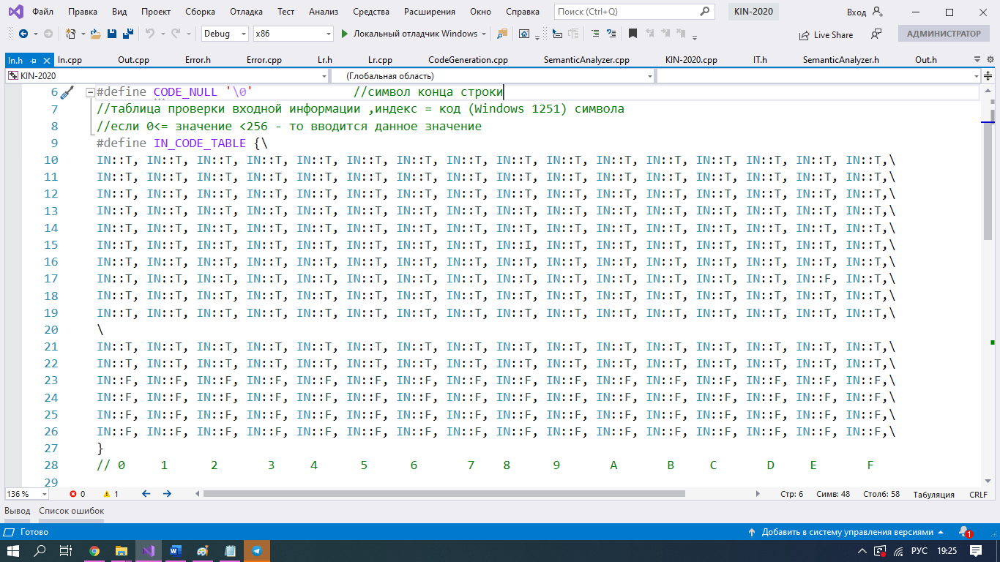 Файл Правка Вид Проект Сборка Отладка Тест Анализ Средства Расширения Окно Справка Поиск (Ctrl+Q) KIN-2020 Вход
Debug x86 Локальный отладчик Windows Live Share АДМИНИСТРАТОР
In.h In.cpp Out.cpp Error.h Error.cpp Lr.h Lr.cpp CodeGeneration.cpp SemanticAnalyzer.cpp KIN-2020.cpp IT.h SemanticAnalyzer.h Out.h
KIN-2020 (Глобальная область)
6 #define CODE_NULL '\0' //символ конца строки
7 //таблица проверки входной информации ,индекс = код (Windows 1251) символа
8 //если 0<= значение <256 - то вводится данное значение
9 #define IN_CODE_TABLE {\
10 IN::T, IN::T, IN::T, IN::T, IN::T, IN::T, IN::T, IN::T, IN::T, IN::T, IN::T, IN::T, IN::T, IN::T, IN::T, IN::T,\
11 IN::T, IN::T, IN::T, IN::T, IN::T, IN::T, IN::T, IN::T, IN::T, IN::T, IN::T, IN::T, IN::T, IN::T, IN::T, IN::T,\
12 IN::T, IN::T, IN::T, IN::T, IN::T, IN::T, IN::T, IN::T, IN::T, IN::T, IN::T, IN::T, IN::T, IN::T, IN::T, IN::T,\
13 IN::T, IN::T, IN::T, IN::T, IN::T, IN::T, IN::T, IN::T, IN::T, IN::T, IN::T, IN::T, IN::T, IN::T, IN::T, IN::T,\
14 IN::T, IN::T, IN::T, IN::T, IN::T, IN::T, IN::T, IN::T, IN::T, IN::T, IN::T, IN::T, IN::T, IN::T, IN::T, IN::T,\
15 IN::T, IN::T, IN::T, IN::T, IN::T, IN::T, IN::T, IN::T, IN::I, IN::T, IN::T, IN::T, IN::T, IN::T, IN::T, IN::T,\
16 IN::T, IN::T, IN::T, IN::T, IN::T, IN::T, IN::T, IN::T, IN::T, IN::T, IN::T, IN::T, IN::T, IN::T, IN::T, IN::T,\
17 IN::T, IN::T, IN::T, IN::T, IN::T, IN::T, IN::T, IN::T, IN::T, IN::T, IN::T, IN::T, IN::T, IN::T, IN::F, IN::T,\
18 IN::T, IN::T, IN::T, IN::T, IN::T, IN::T, IN::T, IN::T, IN::T, IN::T, IN::T, IN::T, IN::T, IN::T, IN::T, IN::T,\
19 IN::T, IN::T, IN::T, IN::T, IN::T, IN::T, IN::T, IN::T, IN::T, IN::T, IN::T, IN::T, IN::T, IN::T, IN::T, IN::T,\
20 \
21 IN::T, IN::T, IN::T, IN::T, IN::T, IN::T, IN::T, IN::T, IN::T, IN::T, IN::T, IN::T, IN::T, IN::T, IN::T, IN::T,\
22 IN::T, IN::T, IN::T, IN::T, IN::T, IN::T, IN::T, IN::T, IN::T, IN::T, IN::T, IN::T, IN::T, IN::T, IN::T, IN::T,\
23 IN::F, IN::F, IN::F, IN::F, IN::F, IN::F, IN::F, IN::F, IN::F, IN::F, IN::F, IN::F, IN::F, IN::F, IN::F, IN::F,\
24 IN::F, IN::F, IN::F, IN::F, IN::F, IN::F, IN::F, IN::F, IN::F, IN::F, IN::F, IN::F, IN::F, IN::F, IN::F, IN::F,\
25 IN::F, IN::F, IN::F, IN::F, IN::F, IN::F, IN::F, IN::F, IN::F, IN::F, IN::F, IN::F, IN::F, IN::F, IN::F, IN::F,\
26 IN::F, IN::F, IN::F, IN::F, IN::F, IN::F, IN::F, IN::F, IN::F, IN::F, IN::F, IN::F, IN::F, IN::F, IN::F, IN::F,\
27 }
28 // 0 1 2 3 4 5 6 7 8 9 A B C D E F
29
136 % 0 1 Стр: 6 Симв: 48 Столб: 58 Табуляция CRLF
Вывод Список ошибок
Готово Добавить в систему управления версиями 1
РУС 19:25